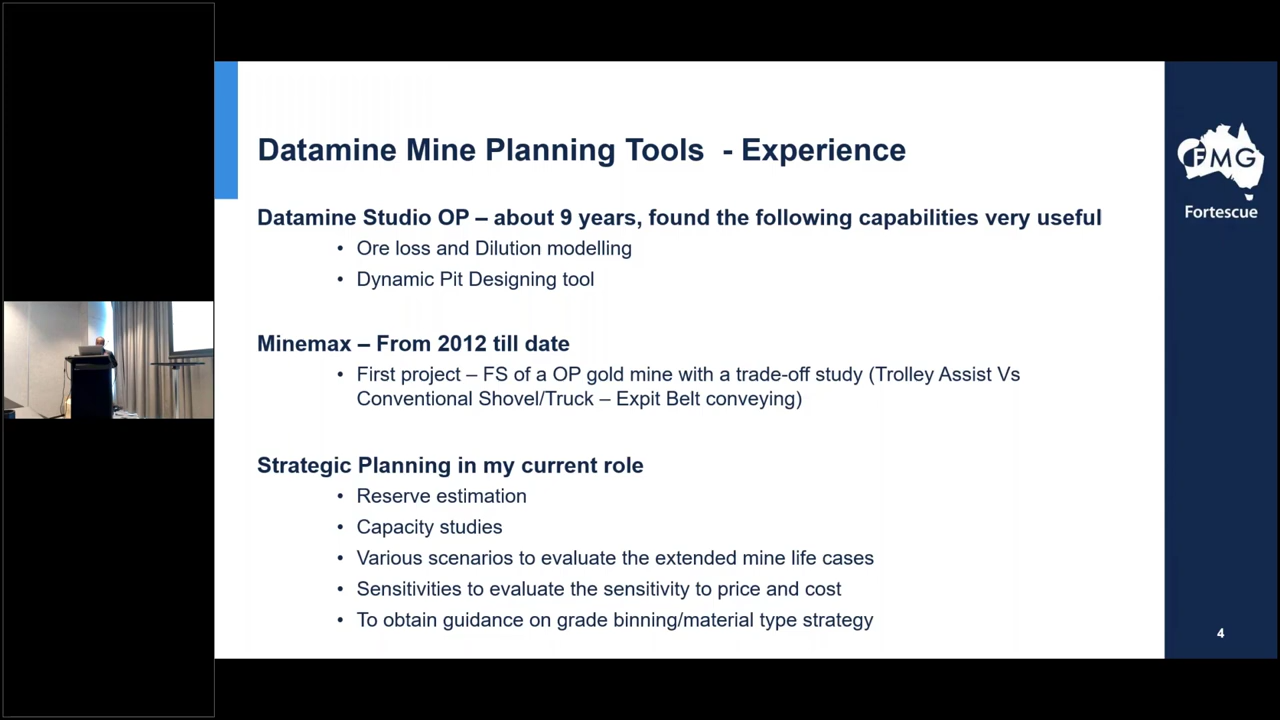 Datamine Mine Planning Tools - Experience
Datamine Studio OP – about 9 years, found the following capabilities very useful
• Ore loss and Dilution modelling
• Dynamic Pit Designing tool
Minemax – From 2012 till date
• First project – FS of a OP gold mine with a trade-off study (Trolley Assist Vs
Conventional Shovel/Truck – Expit Belt conveying)
Strategic Planning in my current role
• Reserve estimation
• Capacity studies
• Various scenarios to evaluate the extended mine life cases
• Sensitivities to evaluate the sensitivity to price and cost
• To obtain guidance on grade binning/material type strategy
FMG
Fortescue
4